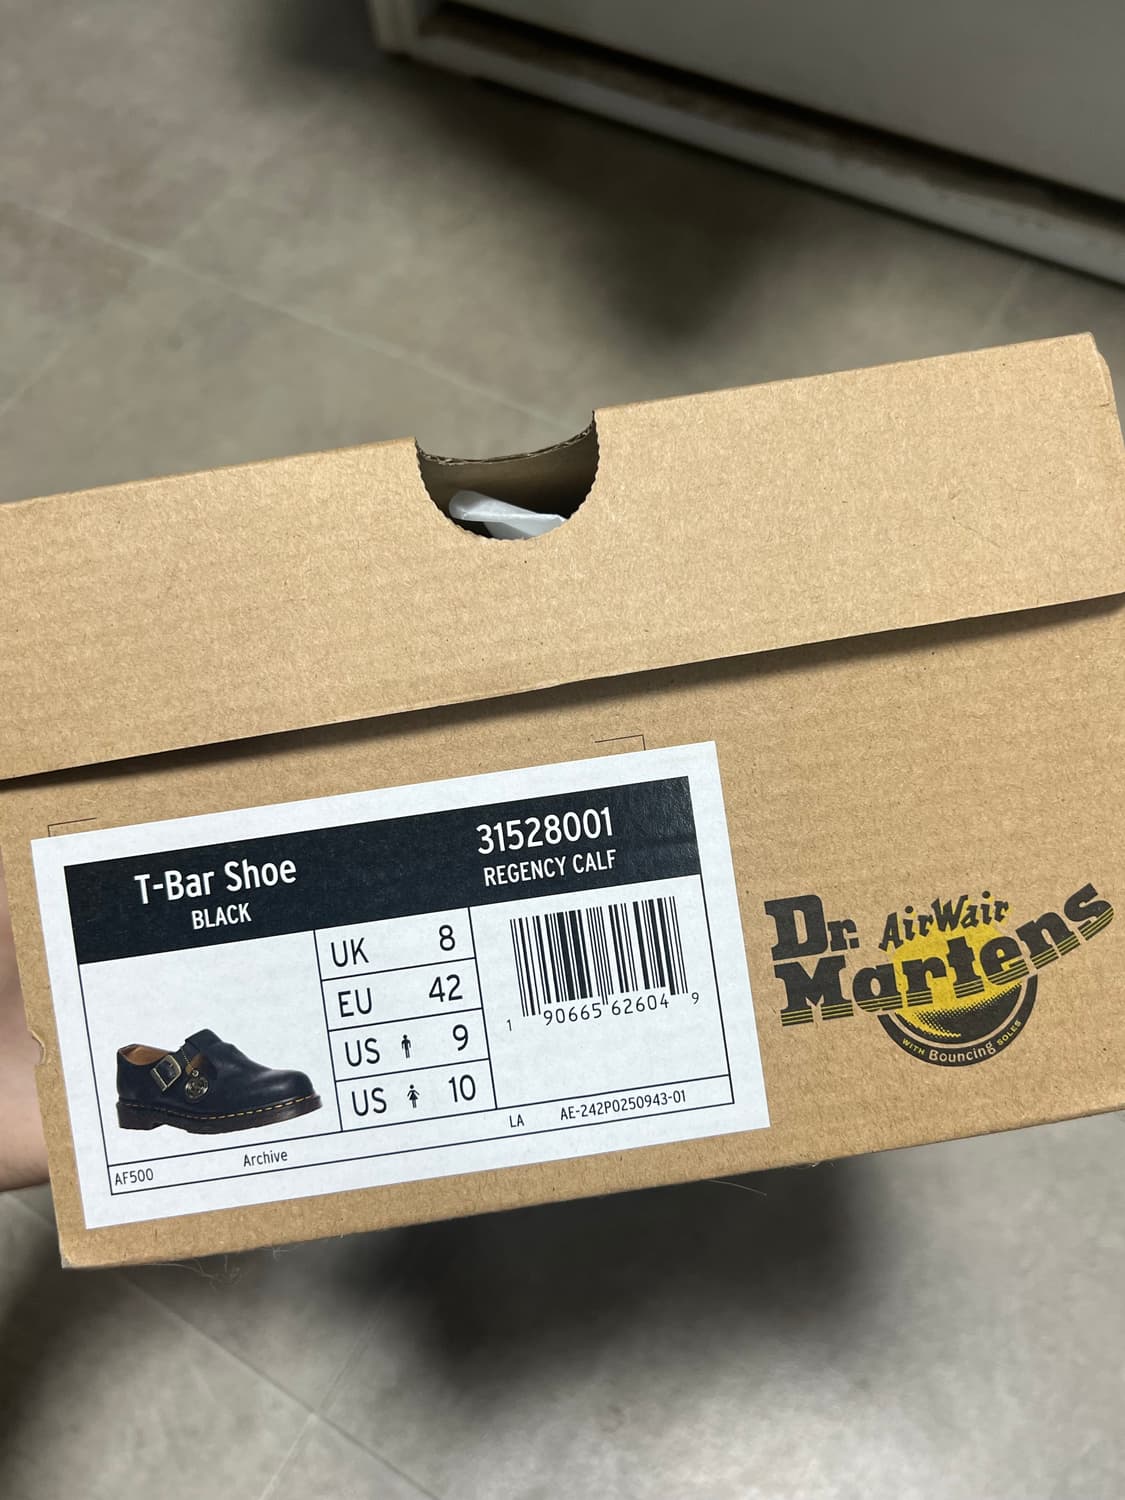 T-Bar Shoe
BLACK
31528001
REGENCY CALF
UK 8
EU 42
US 9
US 10
1 90665 62604 9
LA AE-242P0250943-01
AF500 Archive
Dr. AirWair
Martens
WITH Bouncing SOLES